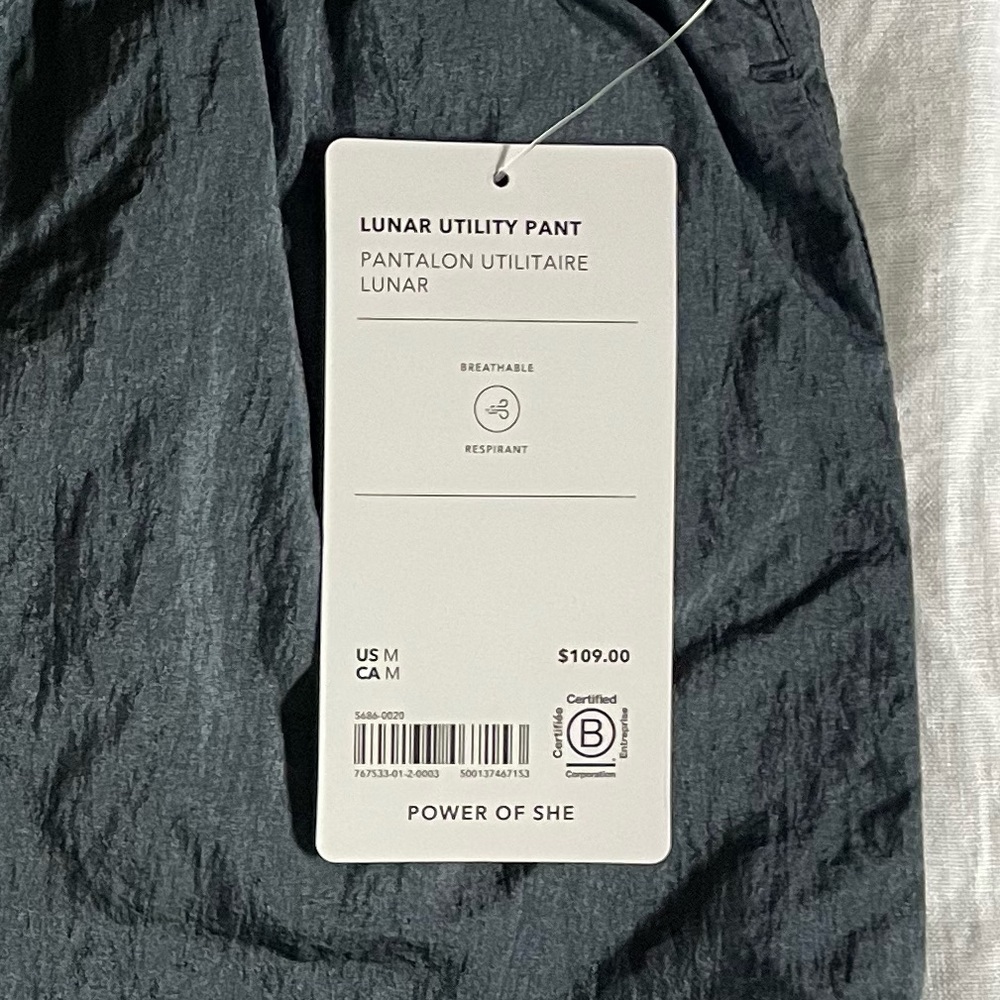 LUNAR UTILITY PANT
PANTALON UTILITAIRE
LUNAR
BREATHABLE
RESPIRANT
US M
CA M
$109.00
5686-0020
767533-01-2-0003 500137467153
Certified
Certifiée
B
Entreprise
Corporation
POWER OF SHE